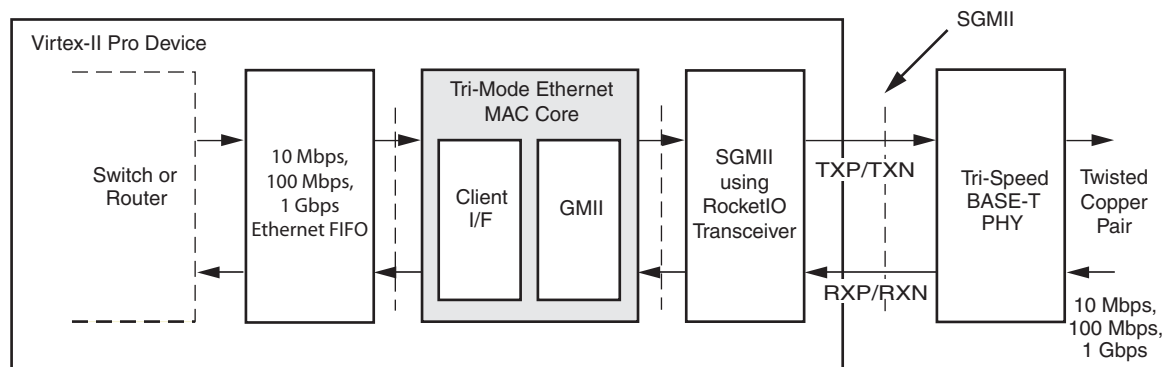 SGMII
Virtex-II Pro Device
Switch or
Router
10 Mbps,
100 Mbps,
1 Gbps
Ethernet FIFO
Tri-Mode Ethernet
MAC Core
Client
I/F
GMII
SGMII
using
RocketIO
Transceiver
TXP/TXN
RXP/RXN
Tri-Speed
BASE-T
PHY
Twisted
Copper
Pair
10 Mbps,
100 Mbps,
1 Gbps